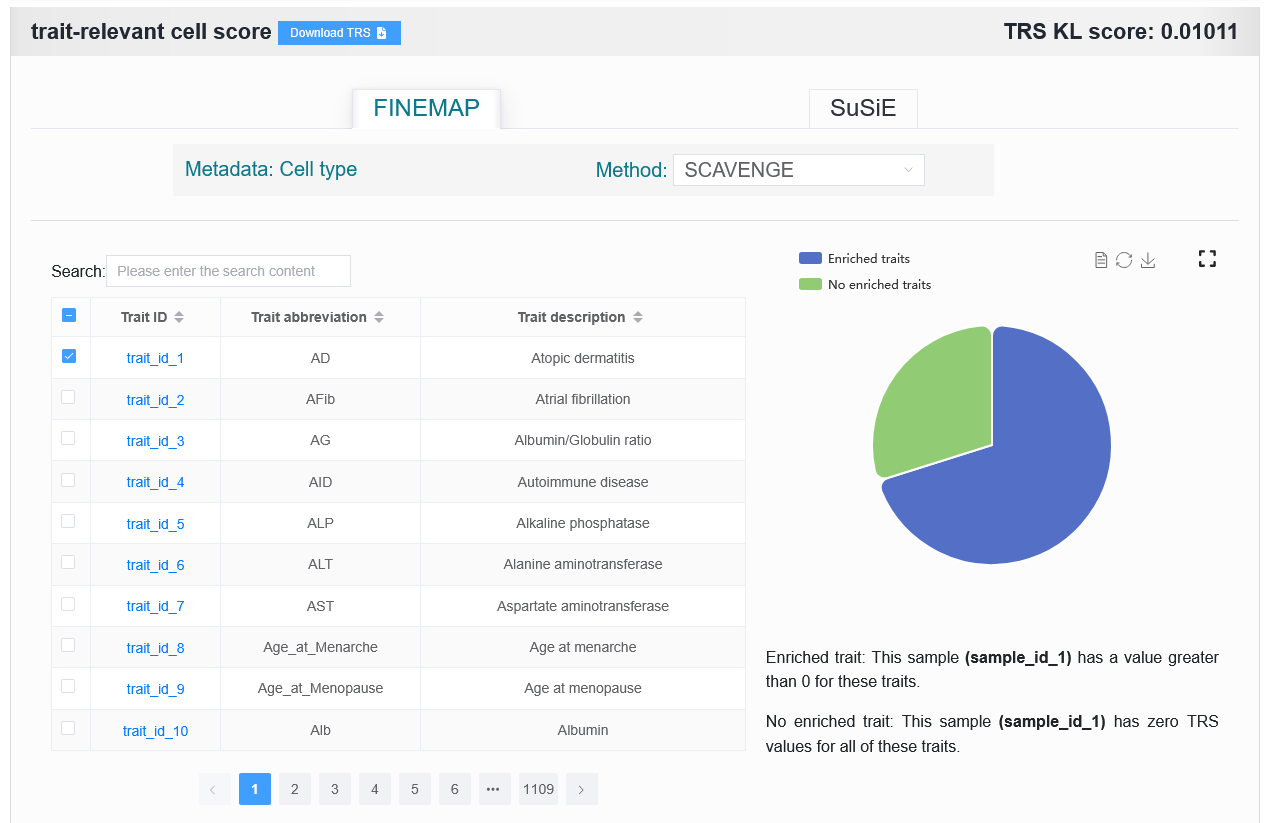 trait-relevant cell score Download TRS TRS KL score: 0.01011
FINEMAP SuSiE
Metadata: Cell type Method: SCAVENGE
Search: Please enter the search content
Trait ID Trait abbreviation Trait description
trait_id_1 AD Atopic dermatitis
trait_id_2 AFib Atrial fibrillation
trait_id_3 AG Albumin/Globulin ratio
trait_id_4 AID Autoimmune disease
trait_id_5 ALP Alkaline phosphatase
trait_id_6 ALT Alanine aminotransferase
trait_id_7 AST Aspartate aminotransferase
trait_id_8 Age_at_Menarche Age at menarche
trait_id_9 Age_at_Menopause Age at menopause
trait_id_10 Alb Albumin
1 2 3 4 5 6 ••• 1109
Enriched traits
No enriched traits
Enriched trait: This sample (sample_id_1) has a value greater
than 0 for these traits.
No enriched trait: This sample (sample_id_1) has zero TRS
values for all of these traits.